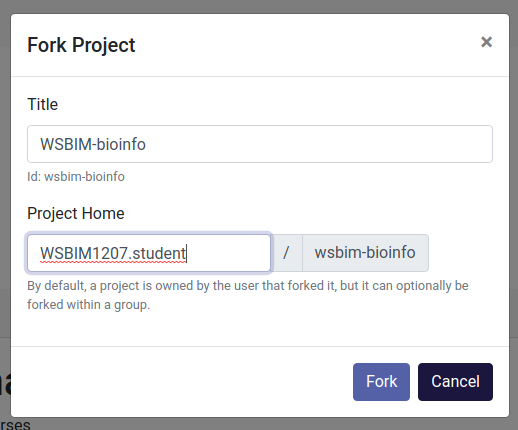 Fork Project
×
Title
WSBIM-bioinfo
Id: wsbim-bioinfo
Project Home
WSBIM1207.student / wsbim-bioinfo
By default, a project is owned by the user that forked it, but it can optionally be
forked within a group.
Fork Cancel
rses